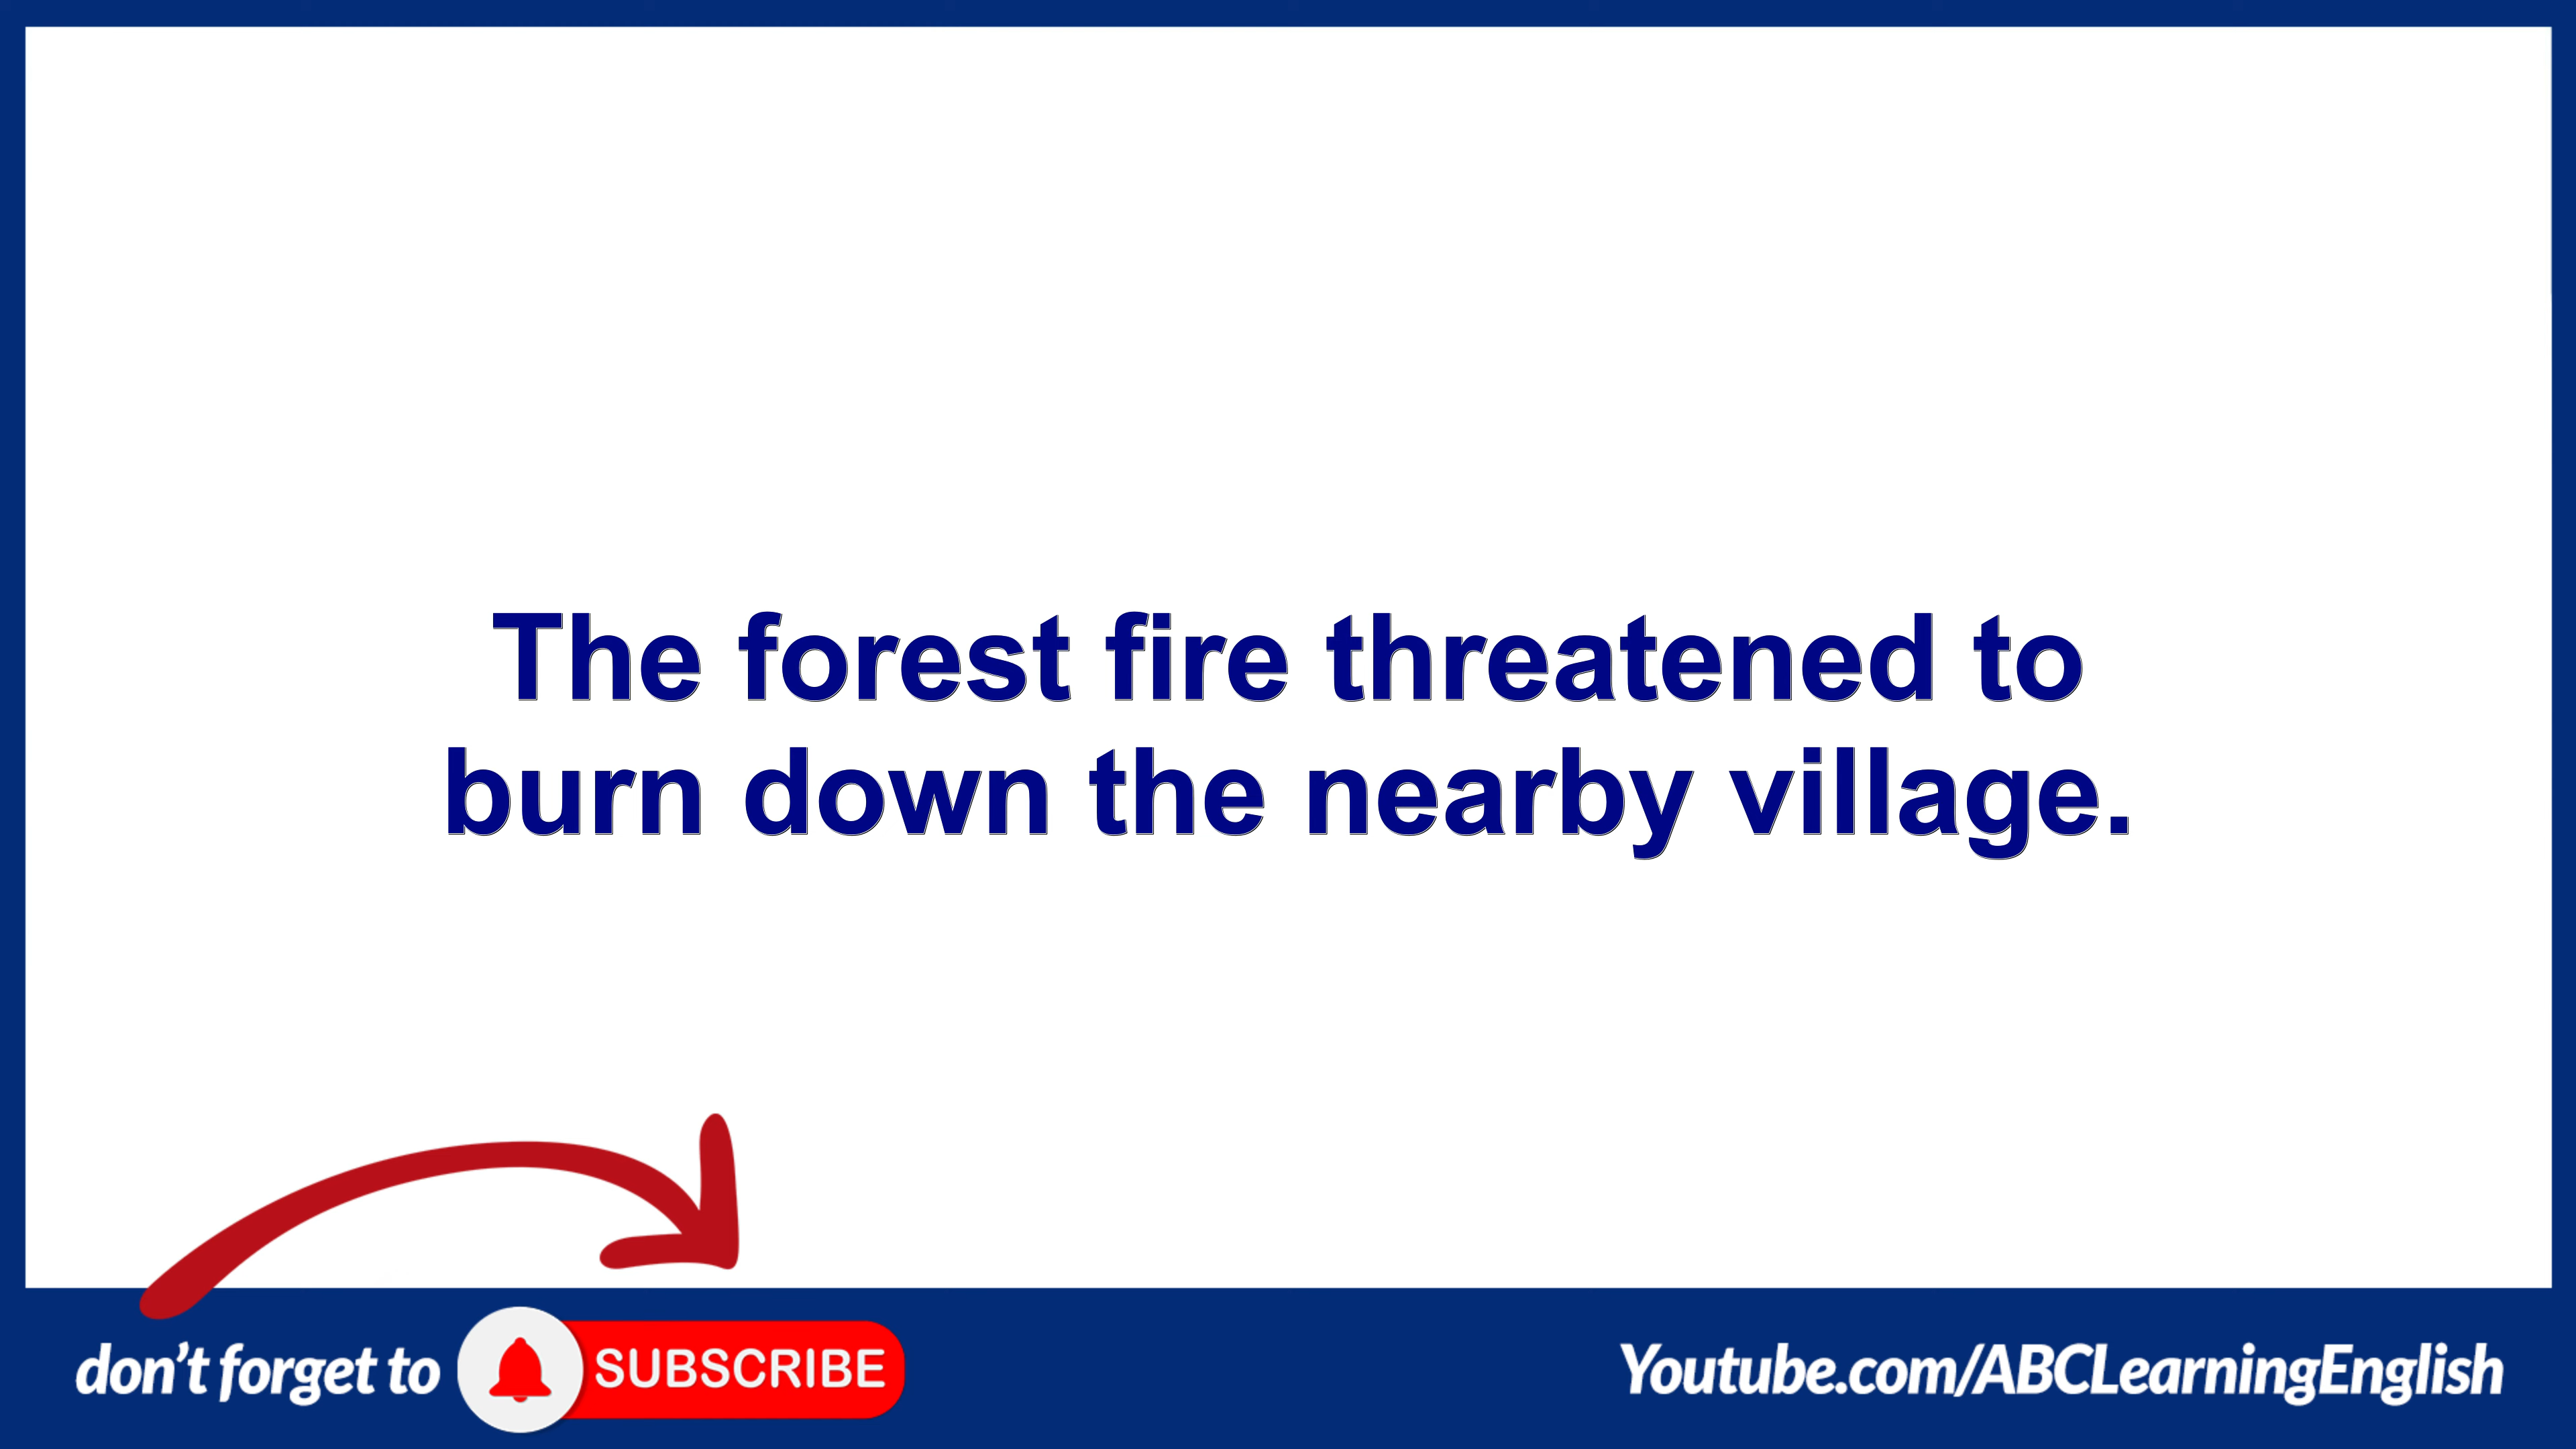 The forest fire threatened to
burn down the nearby village.
don't forget to SUBSCRIBE
Youtube.com/ABCLearningEnglish